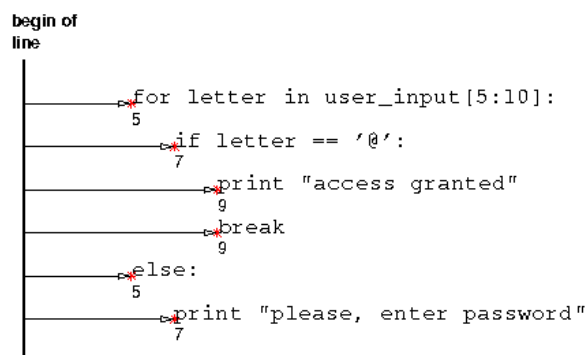 begin of
line
for letter in user_input[5:10]:
5
if letter == '@':
7
print "access granted"
9
break
9
else:
5
print "please, enter password"
7